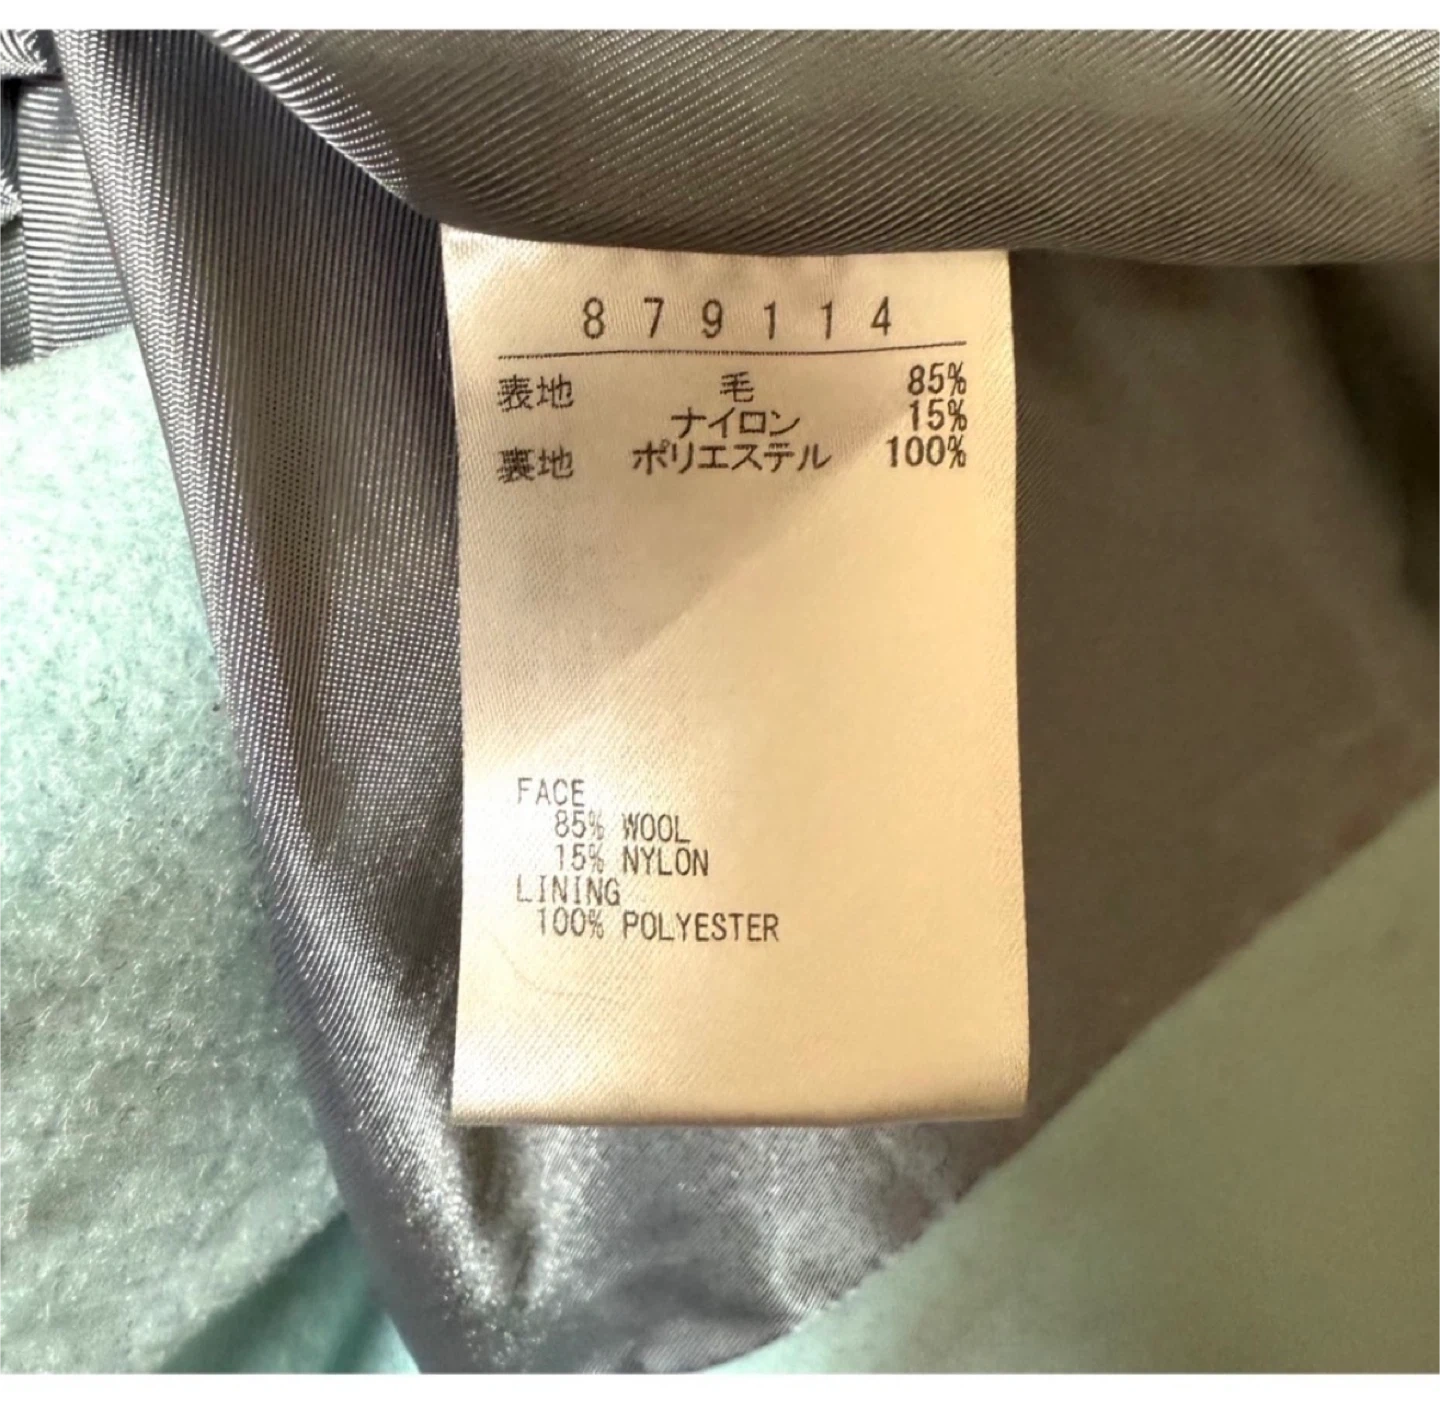 879114
表地 毛 85%
ナイロン 15%
裏地 ポリエステル 100%
FACE
85% WOOL
15% NYLON
LINING
100% POLYESTER